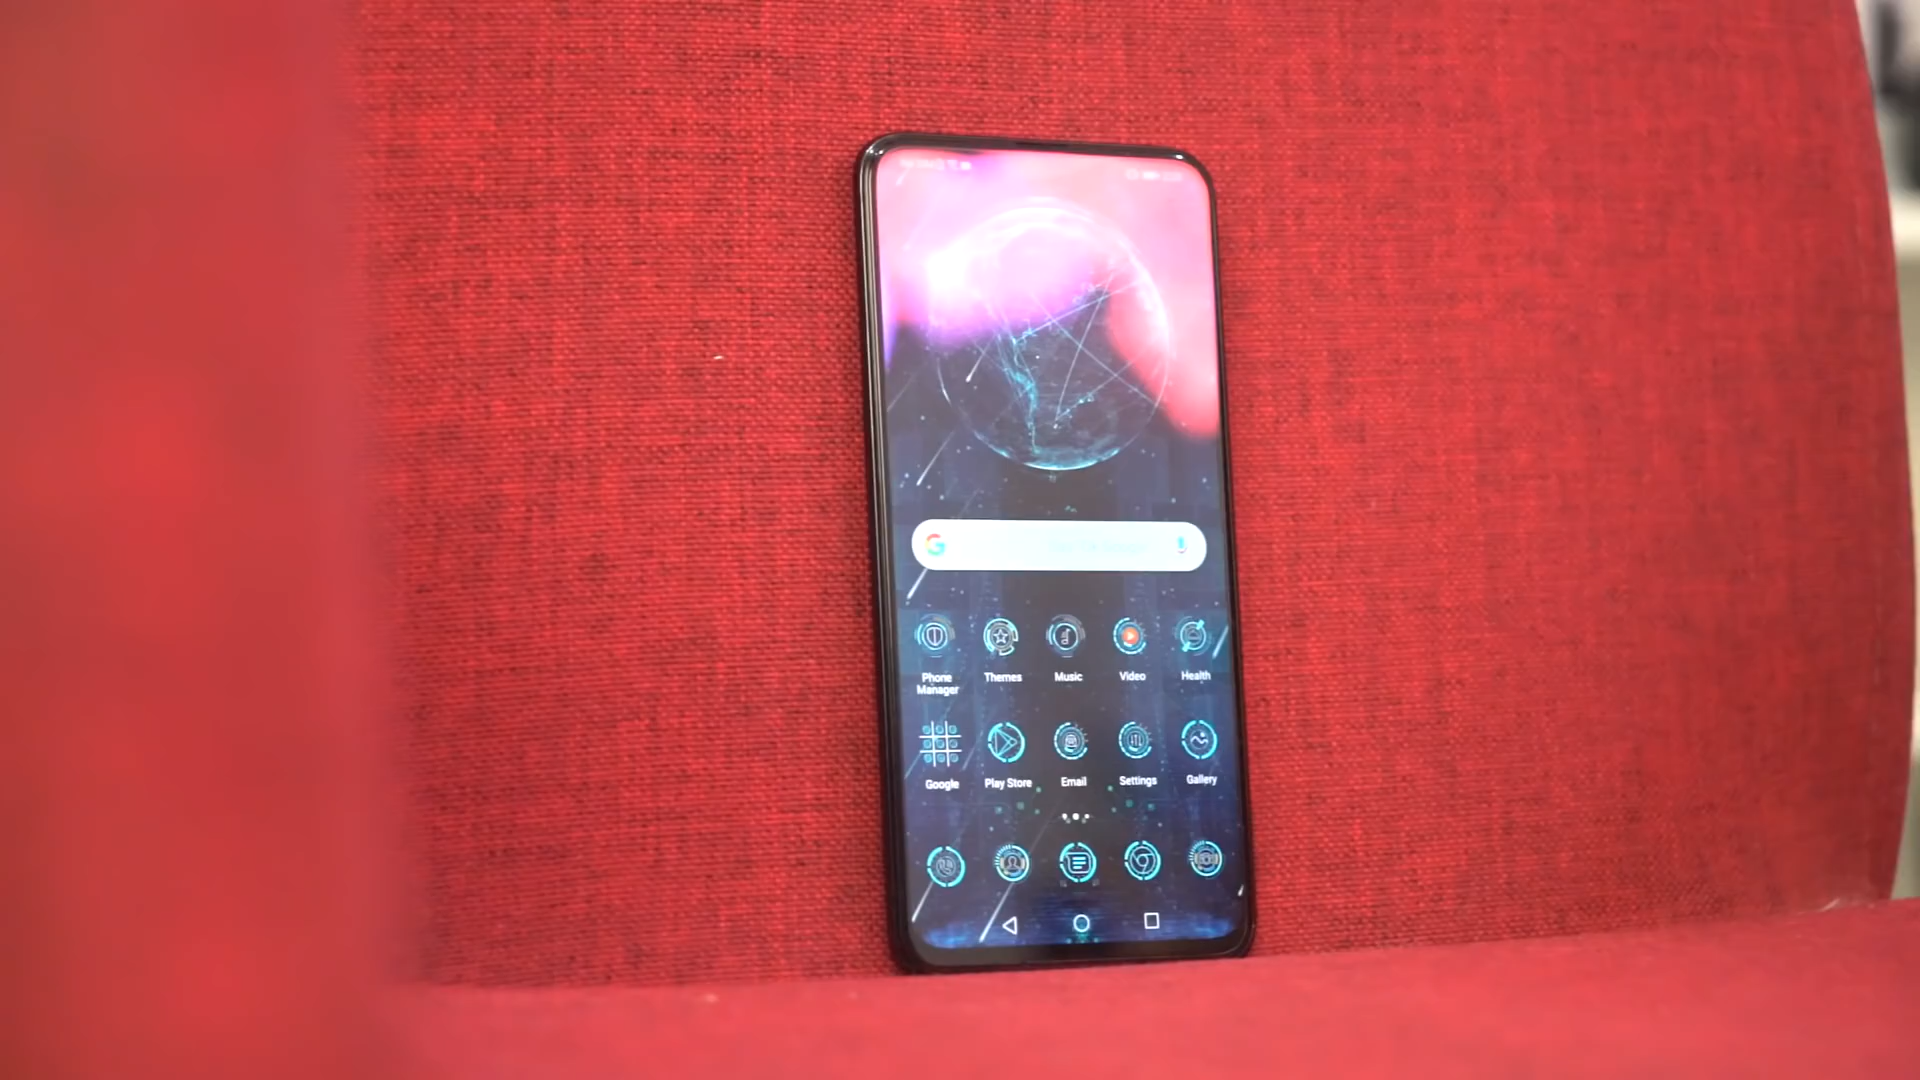 Phone
Manager
Themes
Music
Video
Health
Google
Play Store
Email
Settings
Gallery